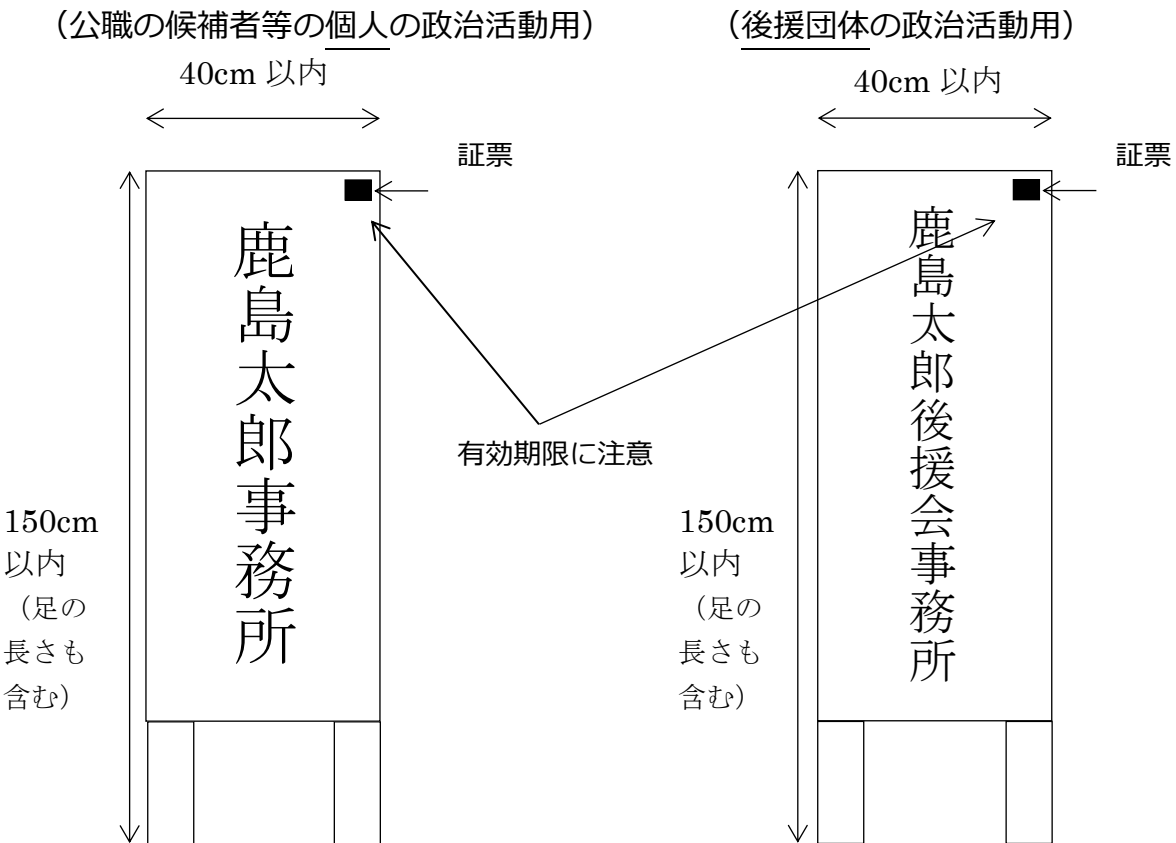 （公職の候補者等の個人の政治活動用）
40cm 以内
証票
鹿島太郎事務所
150cm
以内
（足の
長さも
含む）
有効期限に注意
（後援団体の政治活動用）
40cm 以内
証票
鹿島太郎後援会事務所
150cm
以内
（足の
長さも
含む）